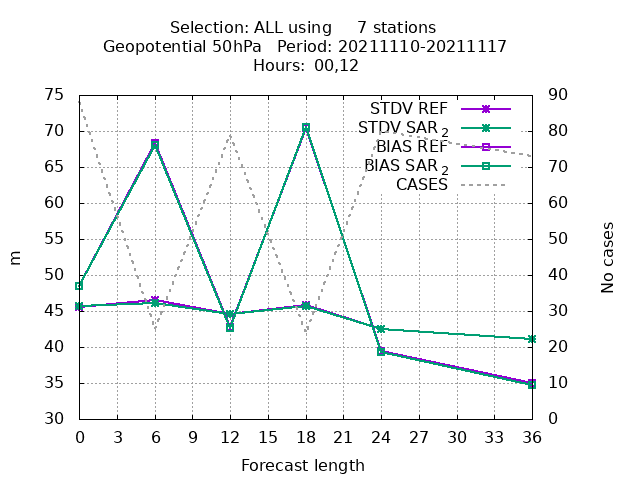 Selection: ALL using 7 stations
Geopotential 50hPa Period: 20211110-20211117
Hours: 00,12
75
70
65
60
55
50
45
40
35
30
m
90
80
70
60
50
40
30
20
10
0
No cases
STDV REF
STDV SAR 2
BIAS REF
BIAS SAR 2
CASES
0 3 6 9 12 15 18 21 24 27 30 33 36
Forecast length